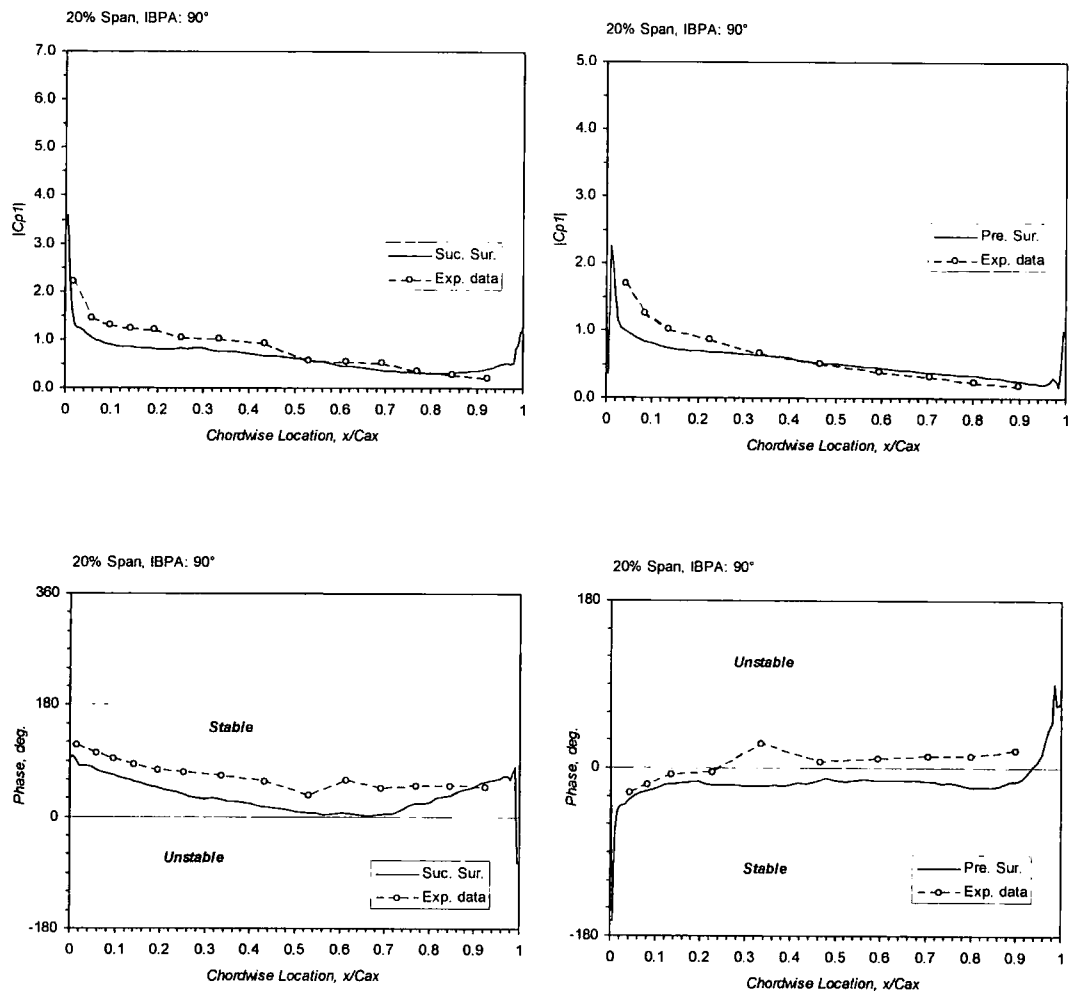 20% Span, IBPA: 90°
7.0
6.0
5.0
4.0
3.0
2.0
1.0
0.0
|Cp1|
Suc. Sur.
Exp. data
0 0.1 0.2 0.3 0.4 0.5 0.6 0.7 0.8 0.9 1
Chordwise Location, x/Cax
20% Span, IBPA: 90°
5.0
4.0
3.0
2.0
1.0
0.0
|Cp1|
Pre. Sur.
Exp. data
0 0.1 0.2 0.3 0.4 0.5 0.6 0.7 0.8 0.9 1
Chordwise Location, x/Cax
20% Span, IBPA: 90°
360
180
0
-180
Phase, deg.
Stable
Unstable
Suc. Sur.
Exp. data
0 0.1 0.2 0.3 0.4 0.5 0.6 0.7 0.8 0.9 1
Chordwise Location, x/Cax
20% Span, IBPA: 90°
180
0
-180
Phase, deg.
Unstable
Stable
Pre. Sur.
Exp. data
0 0.1 0.2 0.3 0.4 0.5 0.6 0.7 0.8 0.9 1
Chordwise Location, x/Cax